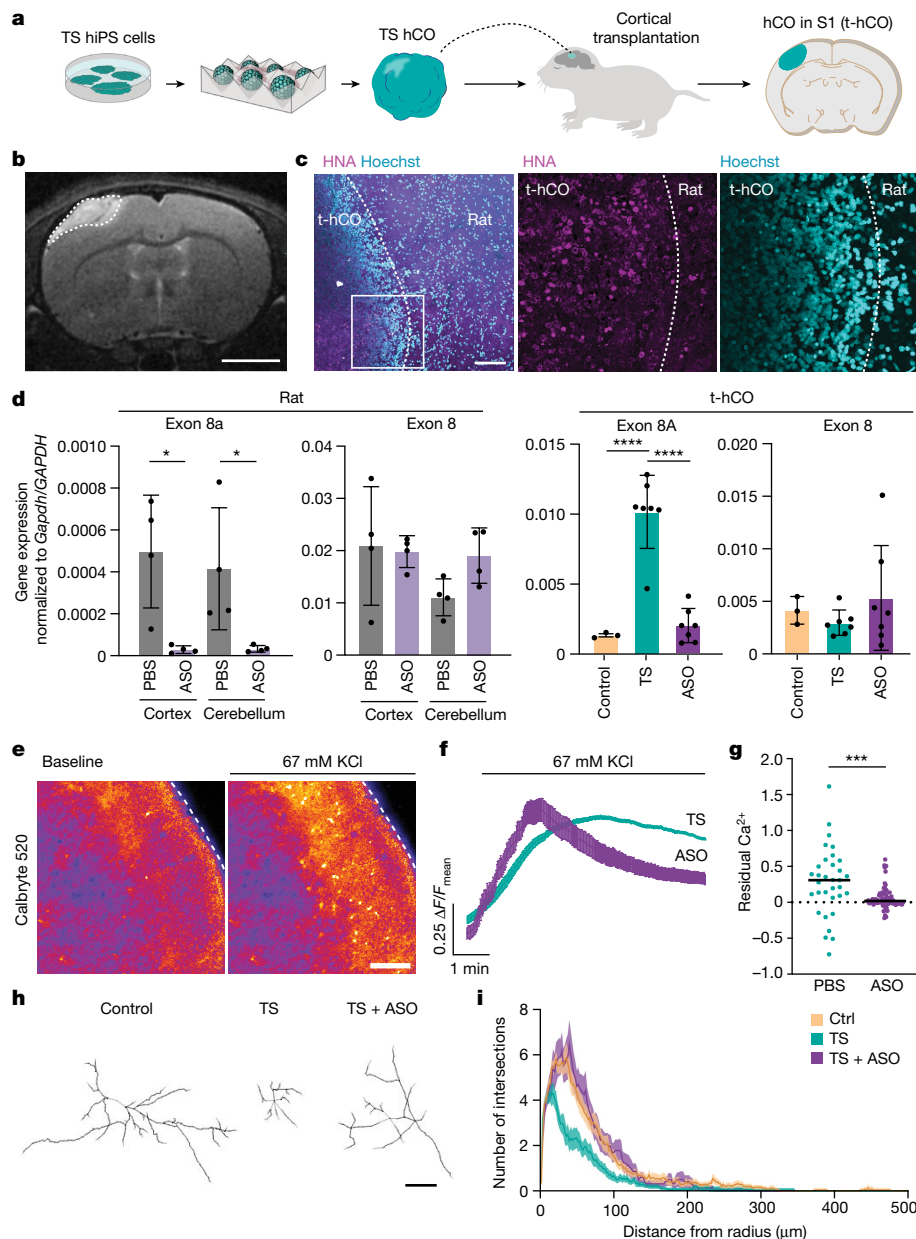 a
TS hiPS cells
TS hCO
Cortical
transplantation
hCO in S1 (t-hCO)
b
c
HNA Hoechst
t-hCO
Rat
HNA
t-hCO
Rat
Hoechst
t-hCO
Rat
d
Rat
Exon 8a
Exon 8
t-hCO
Exon 8A
Exon 8
Gene expression
normalized to Gapdh/GAPDH
0.0010
0.0008
0.0006
0.0004
0.0002
0
*
*
PBS
ASO
PBS
ASO
Cortex
Cerebellum
0.04
0.03
0.02
0.01
0
PBS
ASO
PBS
ASO
Cortex
Cerebellum
0.015
0.010
0.005
0
****
****
Control
TS
ASO
0.020
0.015
0.010
0.005
0
Control
TS
ASO
e
Baseline
67 mM KCl
Calbryte 520
f
67 mM KCl
TS
ASO
0.25 ΔF/Fmean
1 min
g
***
Residual Ca2+
2.0
1.5
1.0
0.5
0
−0.5
−1.0
PBS
ASO
h
Control
TS
TS + ASO
i
Number of intersections
8
6
4
2
0
Ctrl
TS
TS + ASO
0
100
200
300
400
500
Distance from radius (μm)